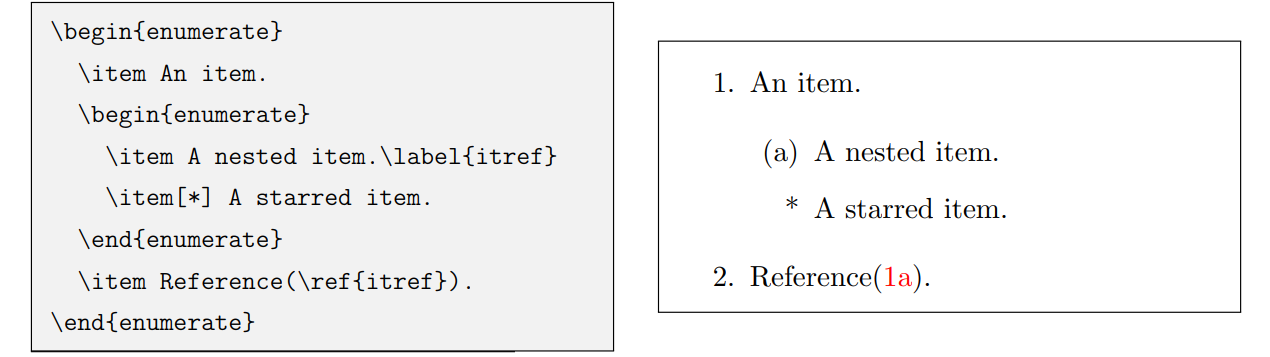 \begin{enumerate}
  \item An item.
  \begin{enumerate}
    \item A nested item.\label{itref}
    \item[*] A starred item.
  \end{enumerate}
  \item Reference(\ref{itref}).
\end{enumerate}
1. An item.
(a) A nested item.
* A starred item.
2. Reference(1a).